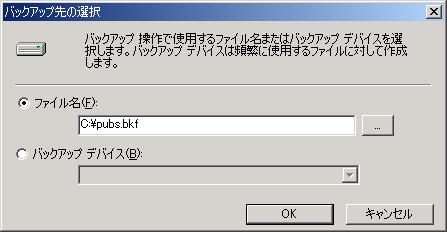 バックアップ先の選択
バックアップ 操作で使用するファイル名またはバックアップ デバイスを選
択します。バックアップ デバイスは頻繁に使用するファイルに対して作成
します。
ファイル名(F):
C:¥pubs.bkf
...
バックアップ デバイス(B):
OK
キャンセル